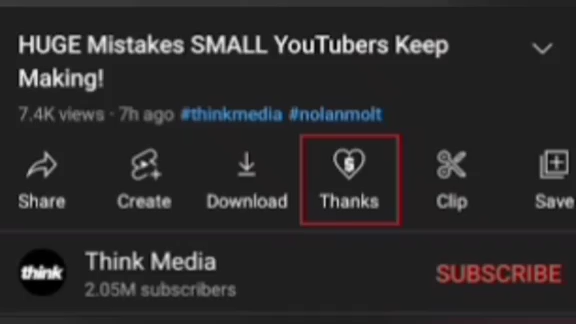 HUGE Mistakes SMALL YouTubers Keep
Making!
7.4K views · 7h ago #thinkmedia #nolanmolt
Share Create Download Thanks Clip Save
think Think Media
2.05M subscribers
SUBSCRIBE